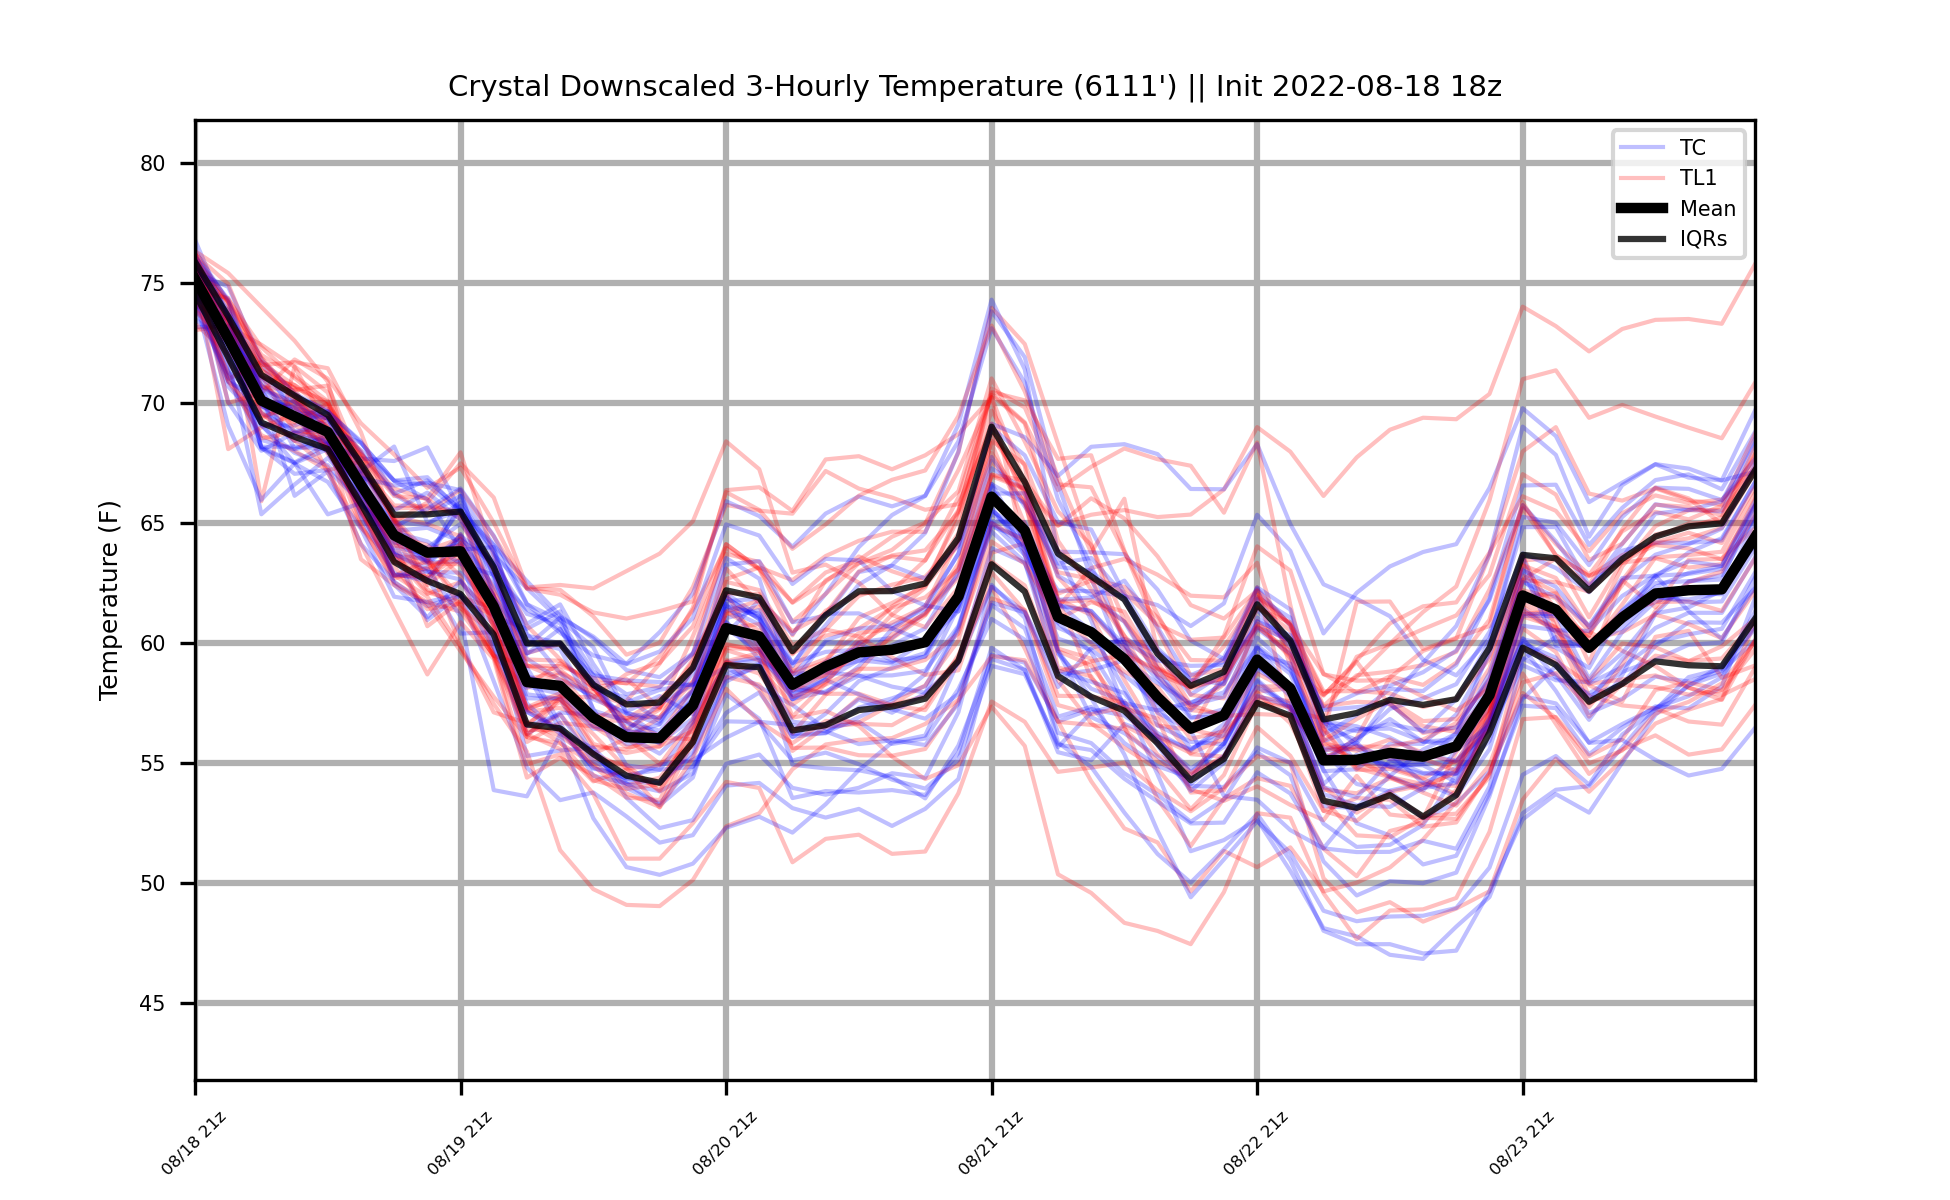 Crystal Downscaled 3-Hourly Temperature (6111') || Init 2022-08-18 18z
TC
TL1
Mean
IQRs
Temperature (F)
80
75
70
65
60
55
50
45
08/18 21z
08/19 21z
08/20 21z
08/21 21z
08/22 21z
08/23 21z